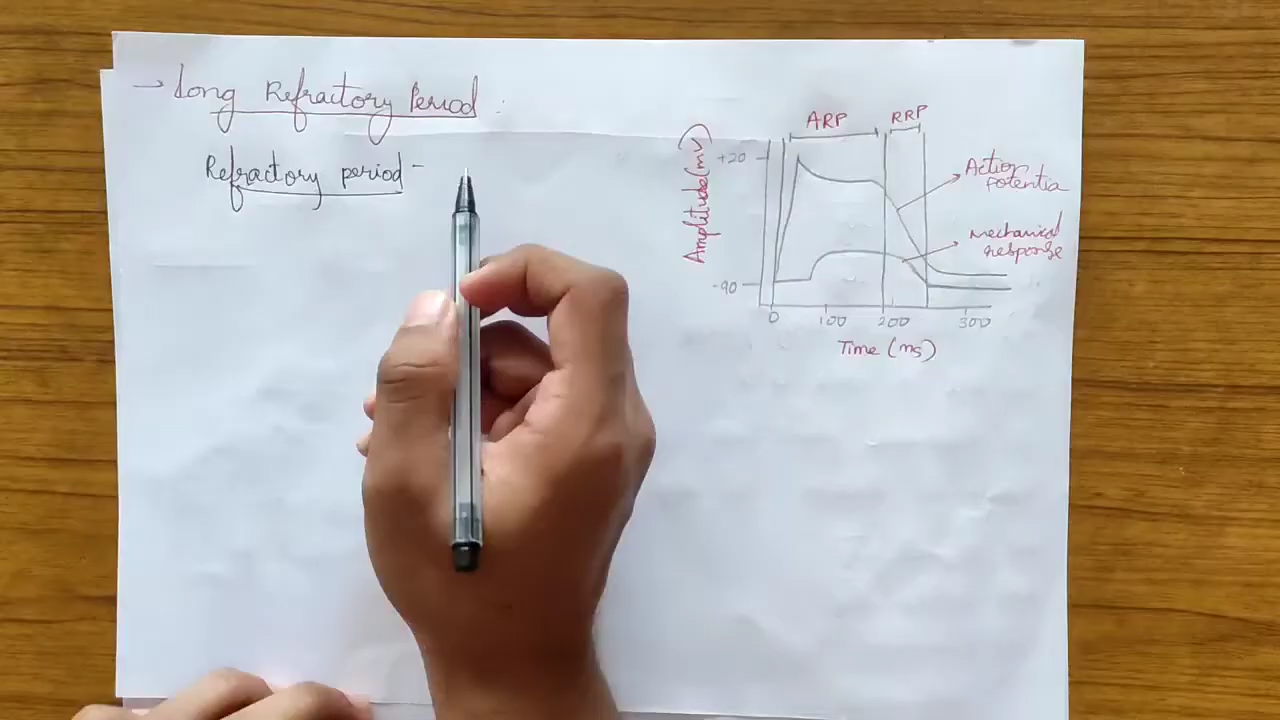 → Long Refractory Period :
Refractory period -
ARP
RRP
Amplitude (mv)
+20
-90
Action
Potentia
Mechanical
response
0 100 200 300
Time (ms)